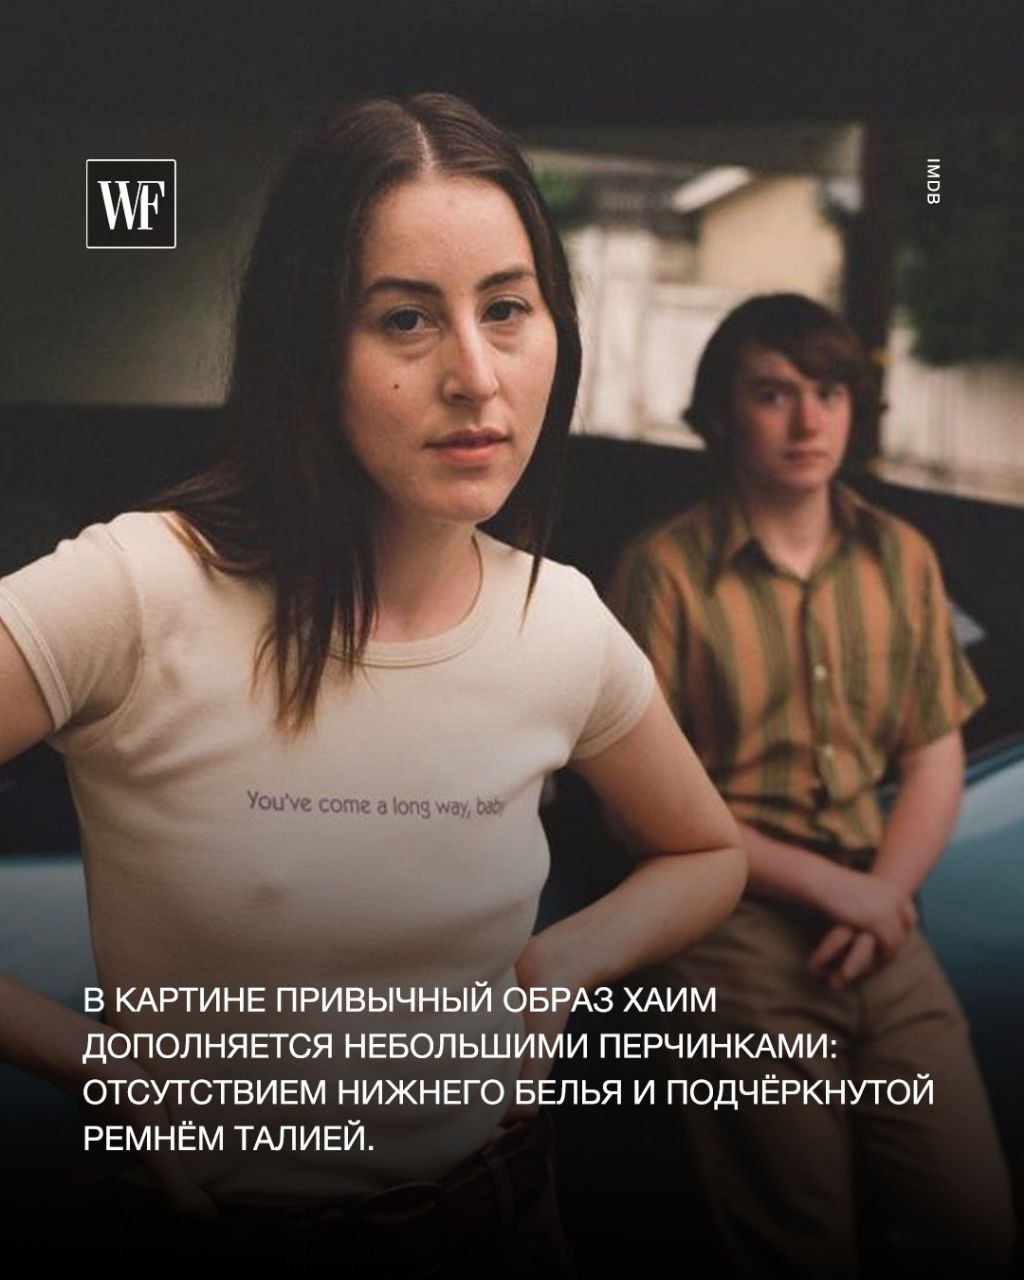 WF
IMDB
You've come a long way, baby
В КАРТИНЕ ПРИВЫЧНЫЙ ОБРАЗ ХАИМ
ДОПОЛНЯЕТСЯ НЕБОЛЬШИМИ ПЕРЧИНКАМИ:
ОТСУТСТВИЕМ НИЖНЕГО БЕЛЬЯ И ПОДЧЁРКНУТОЙ
РЕМНЁМ ТАЛИЕЙ.